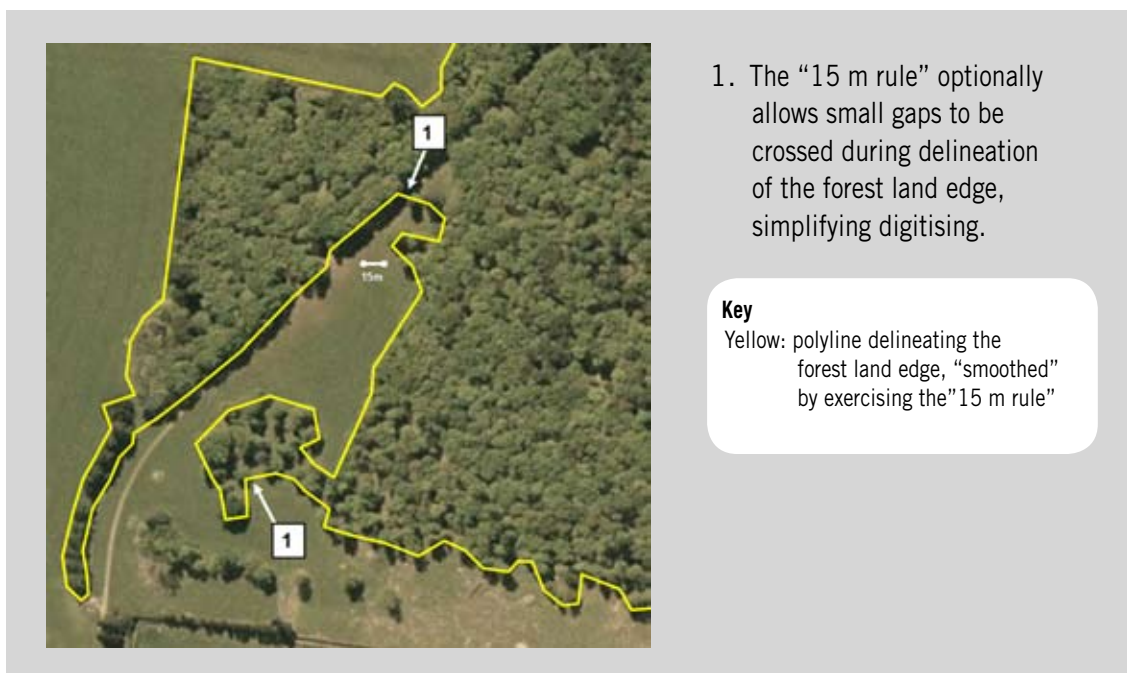 1
15m
1
1. The “15 m rule” optionally
allows small gaps to be
crossed during delineation
of the forest land edge,
simplifying digitising.
Key
Yellow: polyline delineating the
forest land edge, “smoothed”
by exercising the”15 m rule”